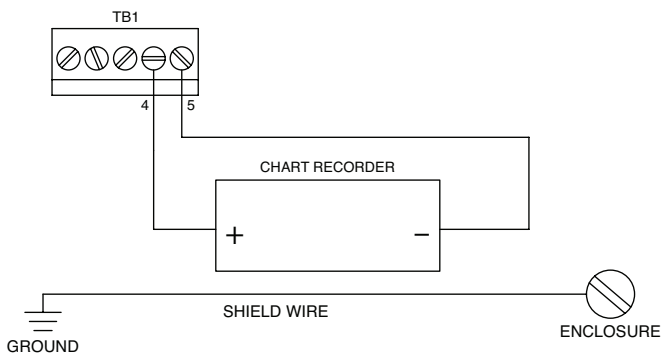 TB1
4 5
CHART RECORDER
+ −
SHIELD WIRE
GROUND
ENCLOSURE